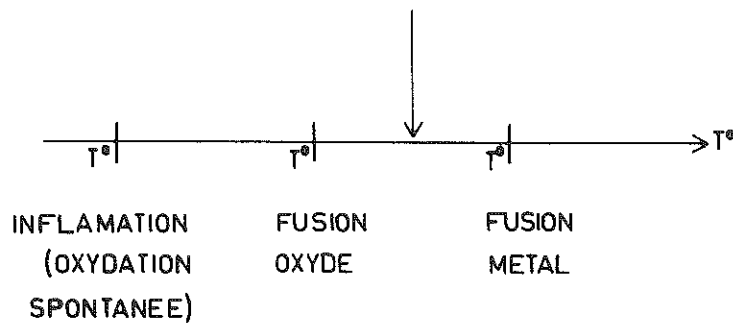 T°
T° T° T°
INFLAMATION FUSION FUSION
(OXYDATION OXYDE METAL
SPONTANEE)